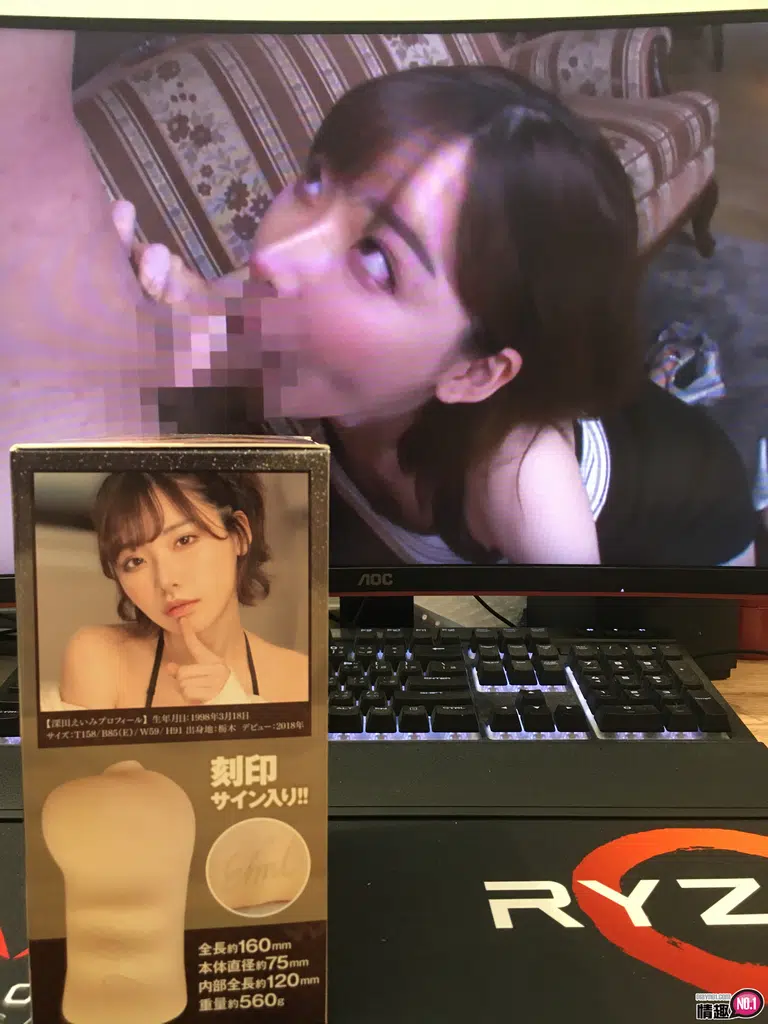 AOC
【深田えいみプロフィール】生年月日:1998年3月18日
サイズ:T158/B85(E)/W59/H91 出身地:栃木 デビュー:2018年
刻印
サイン入り!!
全長約160mm
本体直径約75mm
内部全長約120mm
重量約560g
RYZ
情趣
NO.1